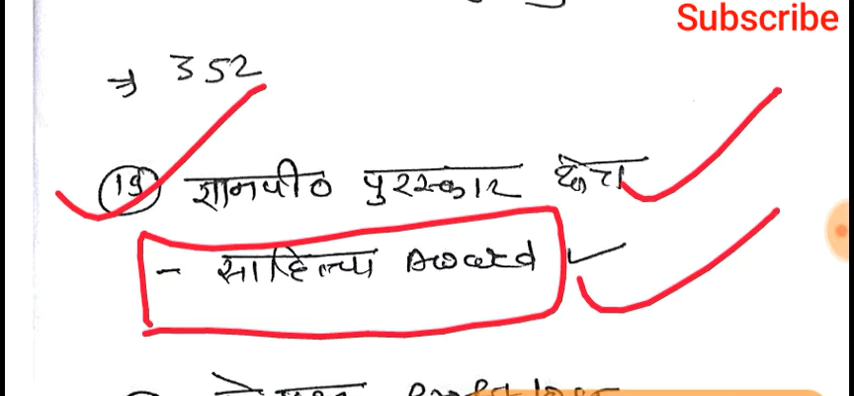 Subscribe
→ 352
(19) ज्ञानपीठ पुरस्कार क्षेत्र
- साहित्य Award